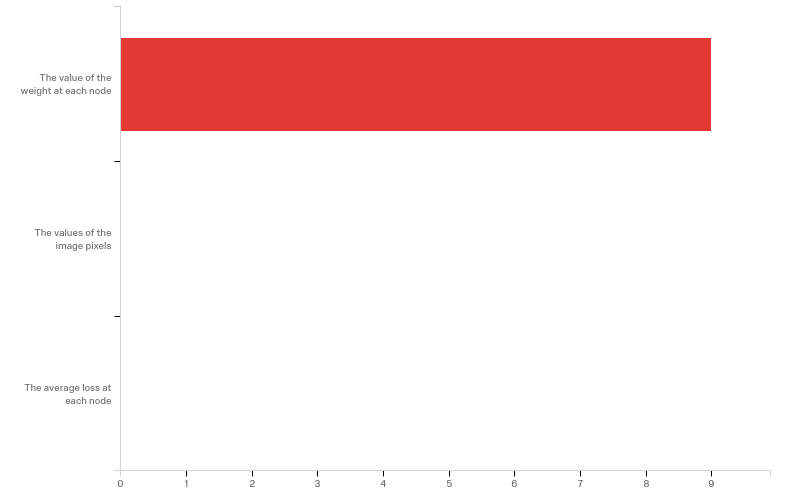 The value of the
weight at each node
The values of the
image pixels
The average loss at
each node
0 1 2 3 4 5 6 7 8 9